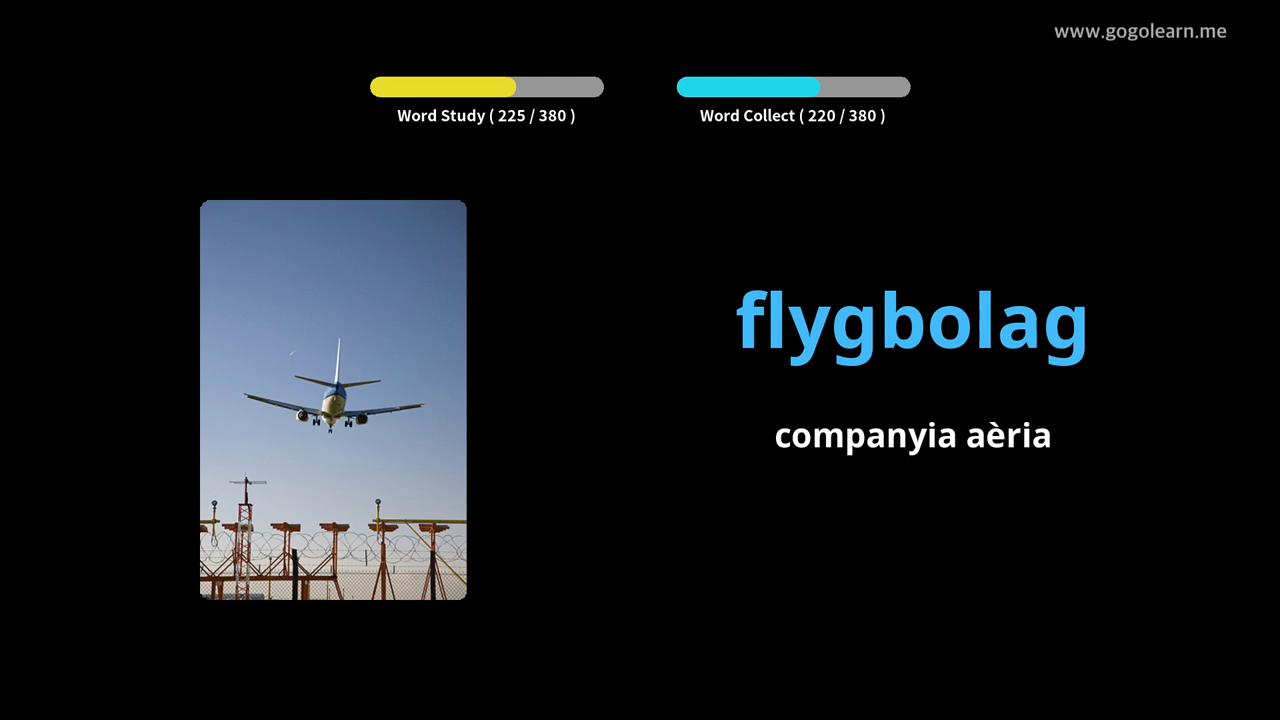 www.gogolearn.me
Word Study ( 225 / 380 )
Word Collect ( 220 / 380 )
flygbolag
companyia aèria